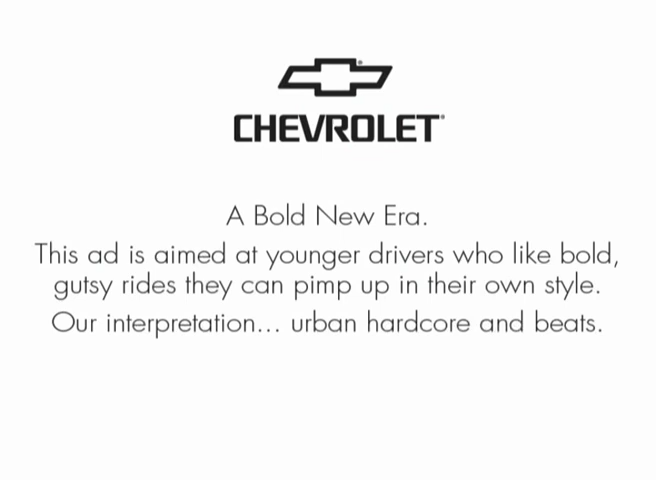 CHEVROLET
A Bold New Era.
This ad is aimed at younger drivers who like bold,
gutsy rides they can pimp up in their own style.
Our interpretation... urban hardcore and beats.